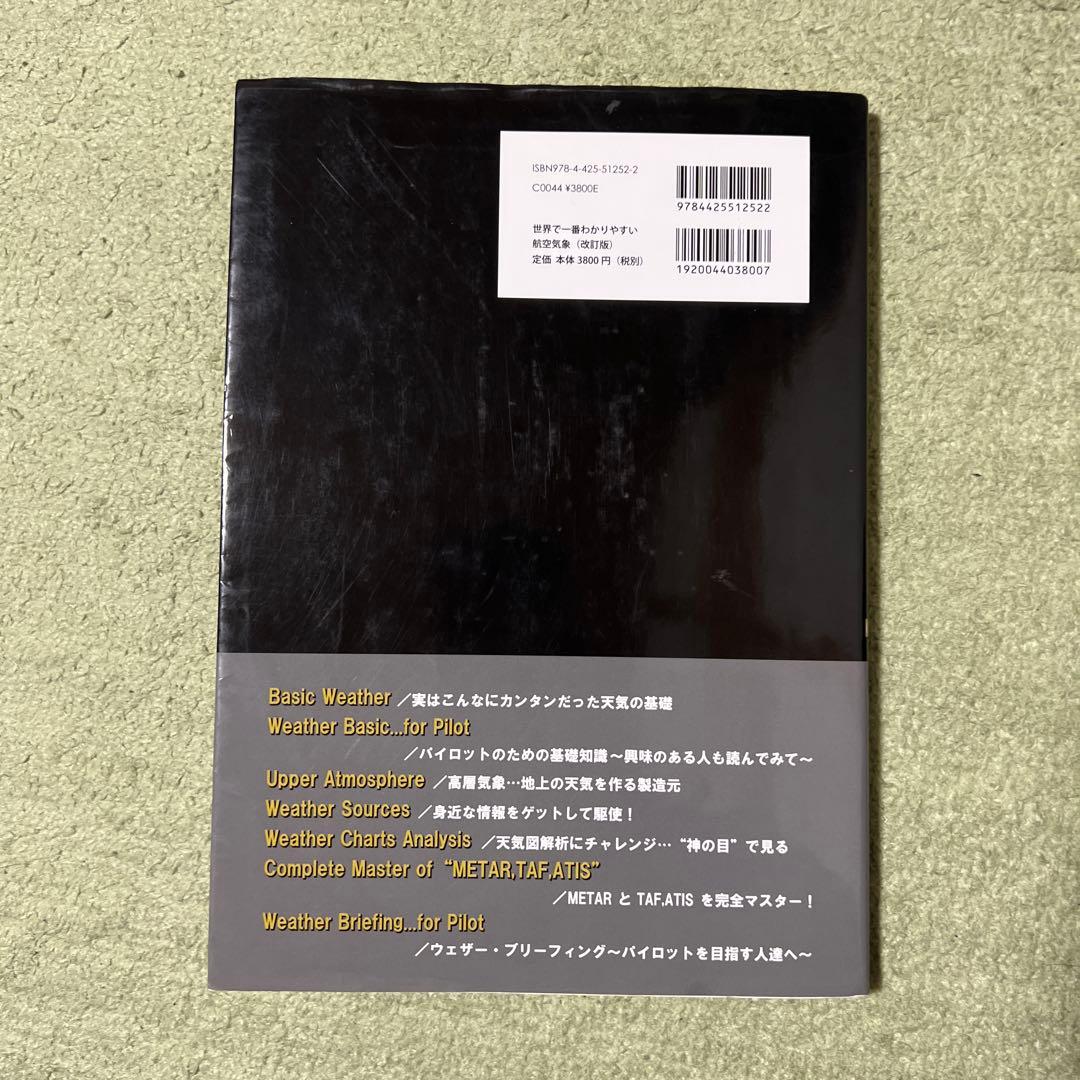 ISBN978-4-425-51252-2
C0044 ¥3800E
9784425512522
世界で一番わかりやすい
航空気象（改訂版）
定価 本体3800円（税別）
1920044038007
Basic Weather ／実はこんなにカンタンだった天気の基礎
Weather Basic...for Pilot
／パイロットのための基礎知識～興味のある人も読んでみて～
Upper Atmosphere ／高層気象…地上の天気を作る製造元
Weather Sources ／身近な情報をゲットして駆使！
Weather Charts Analysis ／天気図解析にチャレンジ…“神の目”で見る
Complete Master of “METAR,TAF,ATIS”
／METAR と TAF,ATIS を完全マスター！
Weather Briefing...for Pilot
／ウェザー・ブリーフィング～パイロットを目指す人達へ～